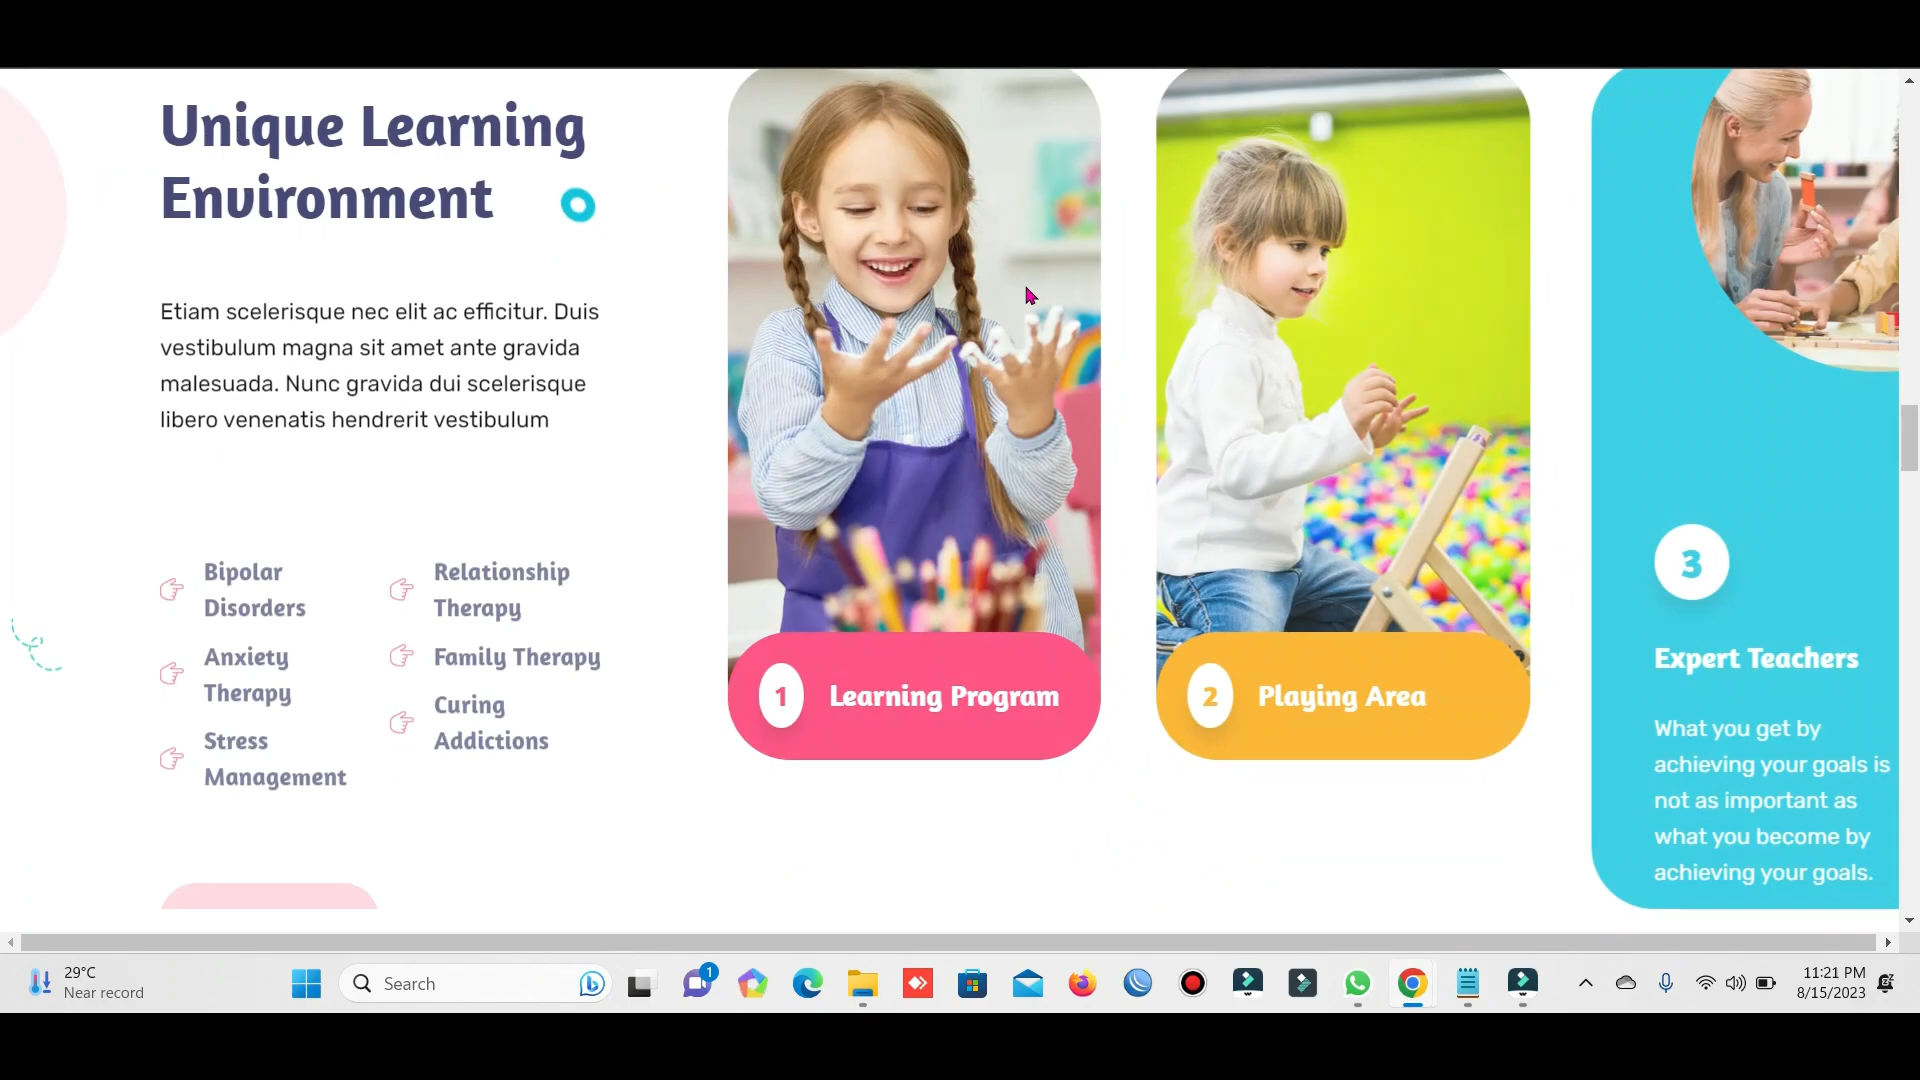 Unique Learning
Environment
Etiam scelerisque nec elit ac efficitur. Duis
vestibulum magna sit amet ante gravida
malesuada. Nunc gravida dui scelerisque
libero venenatis hendrerit vestibulum
Bipolar
Disorders
Anxiety
Therapy
Stress
Management
Relationship
Therapy
Family Therapy
Curing
Addictions
1 Learning Program
2 Playing Area
3
Expert Teachers
What you get by
achieving your goals is
not as important as
what you become by
achieving your goals.
29°C
Near record
Search
1
11:21 PM
8/15/2023